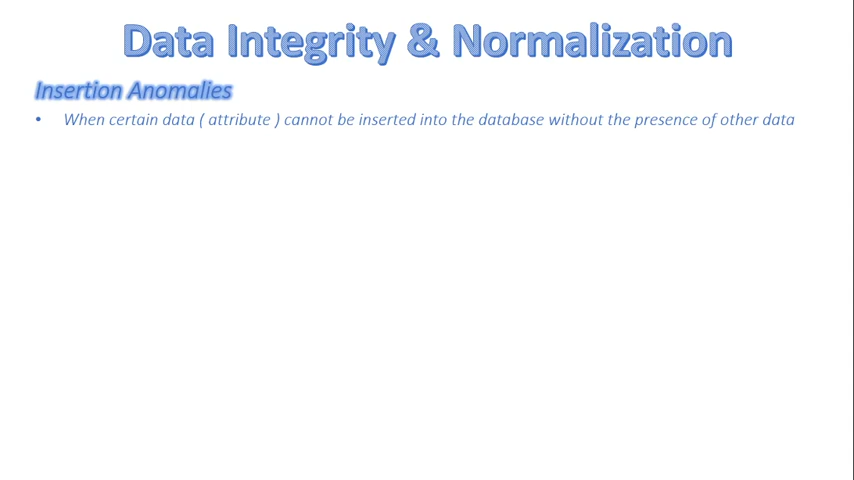 Data Integrity & Normalization
Insertion Anomalies
• When certain data ( attribute ) cannot be inserted into the database without the presence of other data